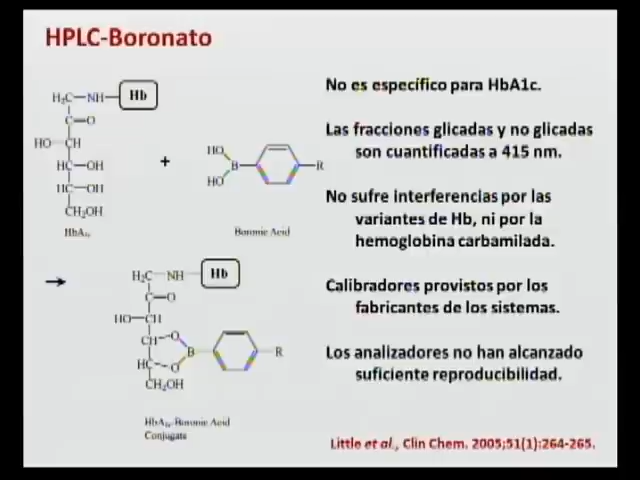 HPLC-Boronato
No es específico para HbA1c.
Las fracciones glicadas y no glicadas
son cuantificadas a 415 nm.
No sufre interferencias por las
variantes de Hb, ni por la
hemoglobina carbamilada.
Calibradores provistos por los
fabricantes de los sistemas.
Los analizadores no han alcanzado
suficiente reproducibilidad.
Little et al., Clin Chem. 2005;51(1):264-265.
H₂C—NH—Hb
C=O
HO—CH
HC—OH
HC—OH
CH₂OH
HbA₁c
+
HO
B
R
HO
Boronic Acid
→
H₂C—NH—Hb
C=O
HO—CH
CH—O
B
R
HC—O
CH₂OH
HbA₁c-Boronic Acid
Conjugate